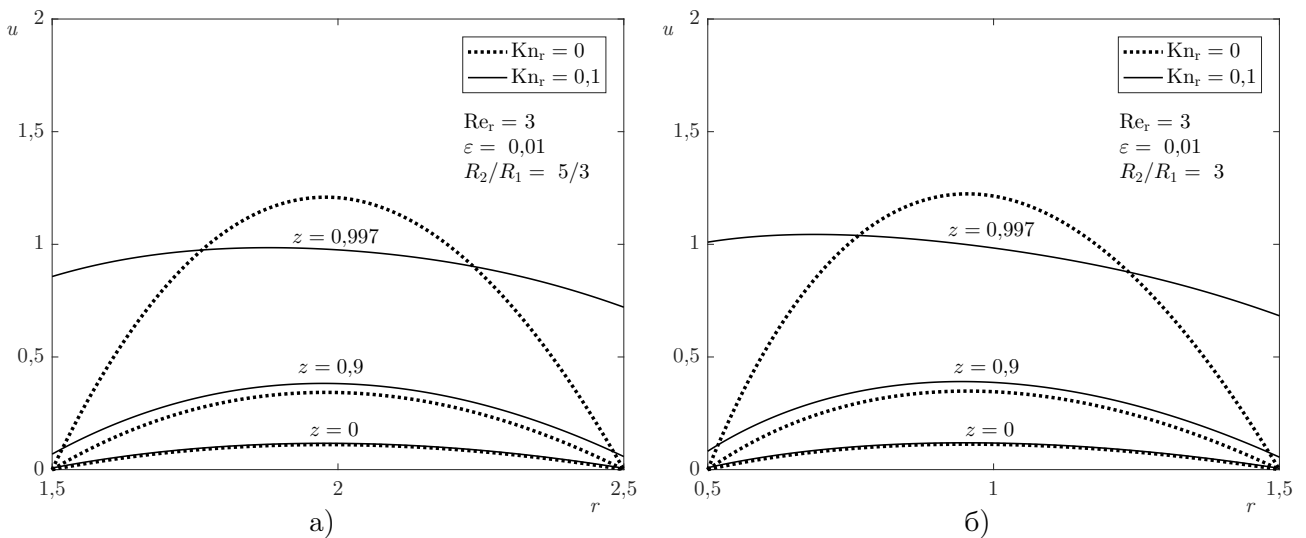 2
u
1,5
1
0,5
0
1,5
2
2,5
r
Kn_r = 0
Kn_r = 0,1
Re_r = 3
ε = 0,01
R_2/R_1 = 5/3
z = 0,997
z = 0,9
z = 0
а)
2
u
1,5
1
0,5
0
0,5
1
1,5
r
Kn_r = 0
Kn_r = 0,1
Re_r = 3
ε = 0,01
R_2/R_1 = 3
z = 0,997
z = 0,9
z = 0
б)